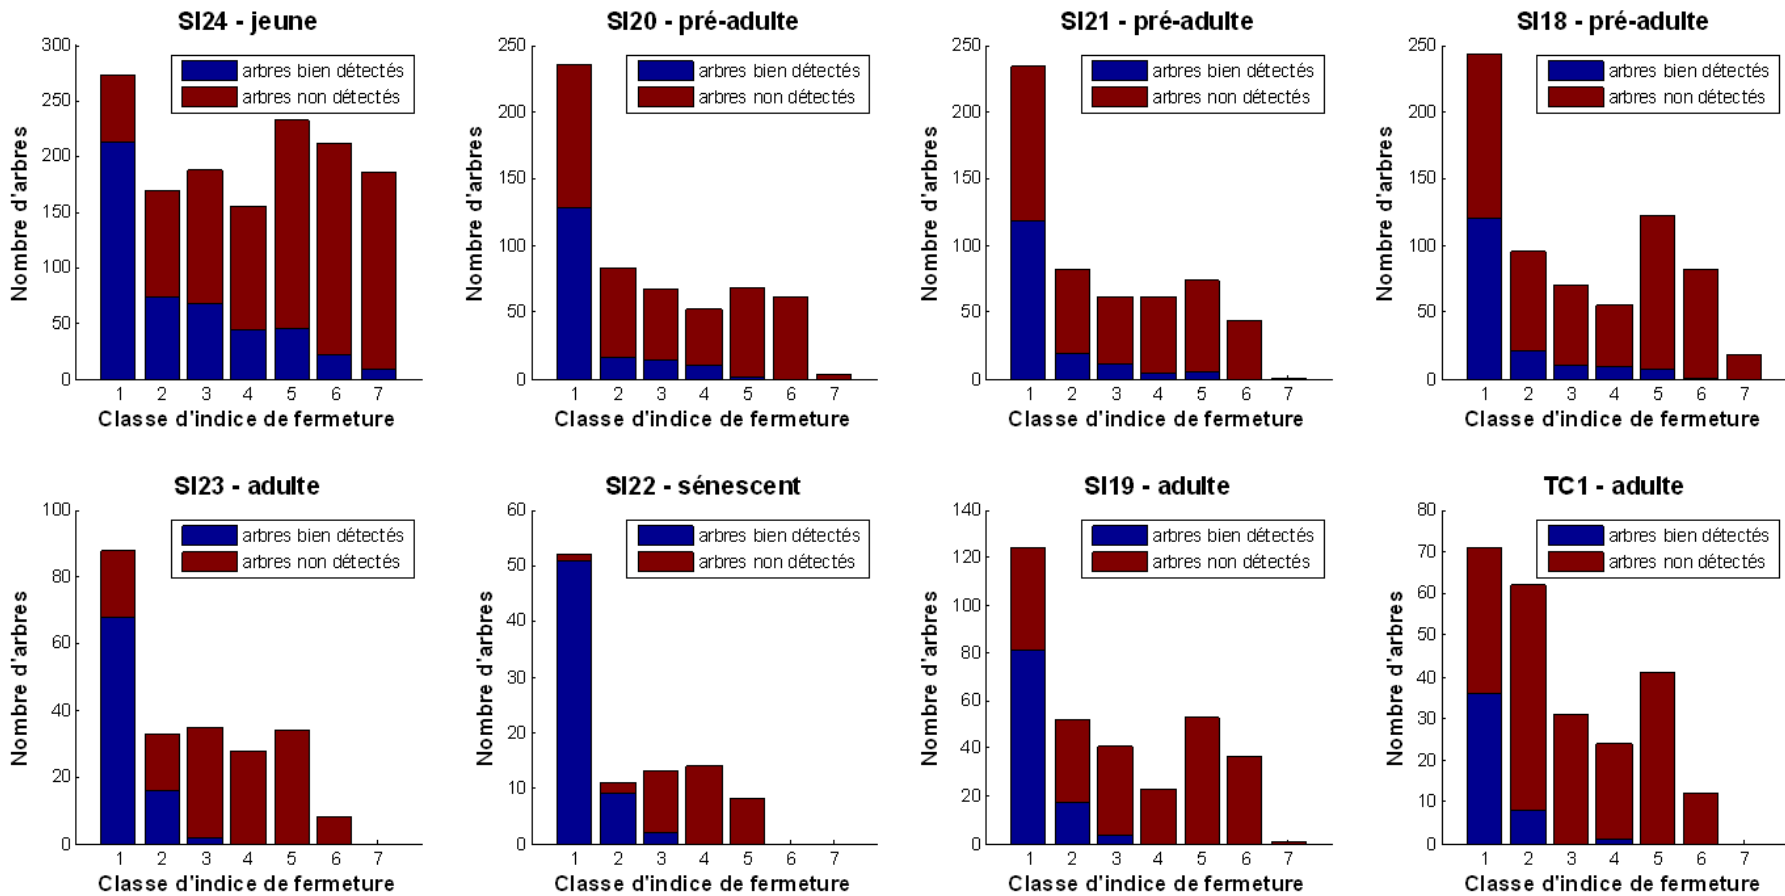 SI24 - jeune
300
250
200
150
100
50
0
Nombre d'arbres
arbres bien détectés
arbres non détectés
1 2 3 4 5 6 7
Classe d'indice de fermeture
SI20 - pré-adulte
250
200
150
100
50
0
Nombre d'arbres
arbres bien détectés
arbres non détectés
1 2 3 4 5 6 7
Classe d'indice de fermeture
SI21 - pré-adulte
250
200
150
100
50
0
Nombre d'arbres
arbres bien détectés
arbres non détectés
1 2 3 4 5 6 7
Classe d'indice de fermeture
SI18 - pré-adulte
250
200
150
100
50
0
Nombre d'arbres
arbres bien détectés
arbres non détectés
1 2 3 4 5 6 7
Classe d'indice de fermeture
SI23 - adulte
100
80
60
40
20
0
Nombre d'arbres
arbres bien détectés
arbres non détectés
1 2 3 4 5 6 7
Classe d'indice de fermeture
SI22 - sénescent
60
50
40
30
20
10
0
Nombre d'arbres
arbres bien détectés
arbres non détectés
1 2 3 4 5 6 7
Classe d'indice de fermeture
SI19 - adulte
140
120
100
80
60
40
20
0
Nombre d'arbres
arbres bien détectés
arbres non détectés
1 2 3 4 5 6 7
Classe d'indice de fermeture
TC1 - adulte
80
70
60
50
40
30
20
10
0
Nombre d'arbres
arbres bien détectés
arbres non détectés
1 2 3 4 5 6 7
Classe d'indice de fermeture